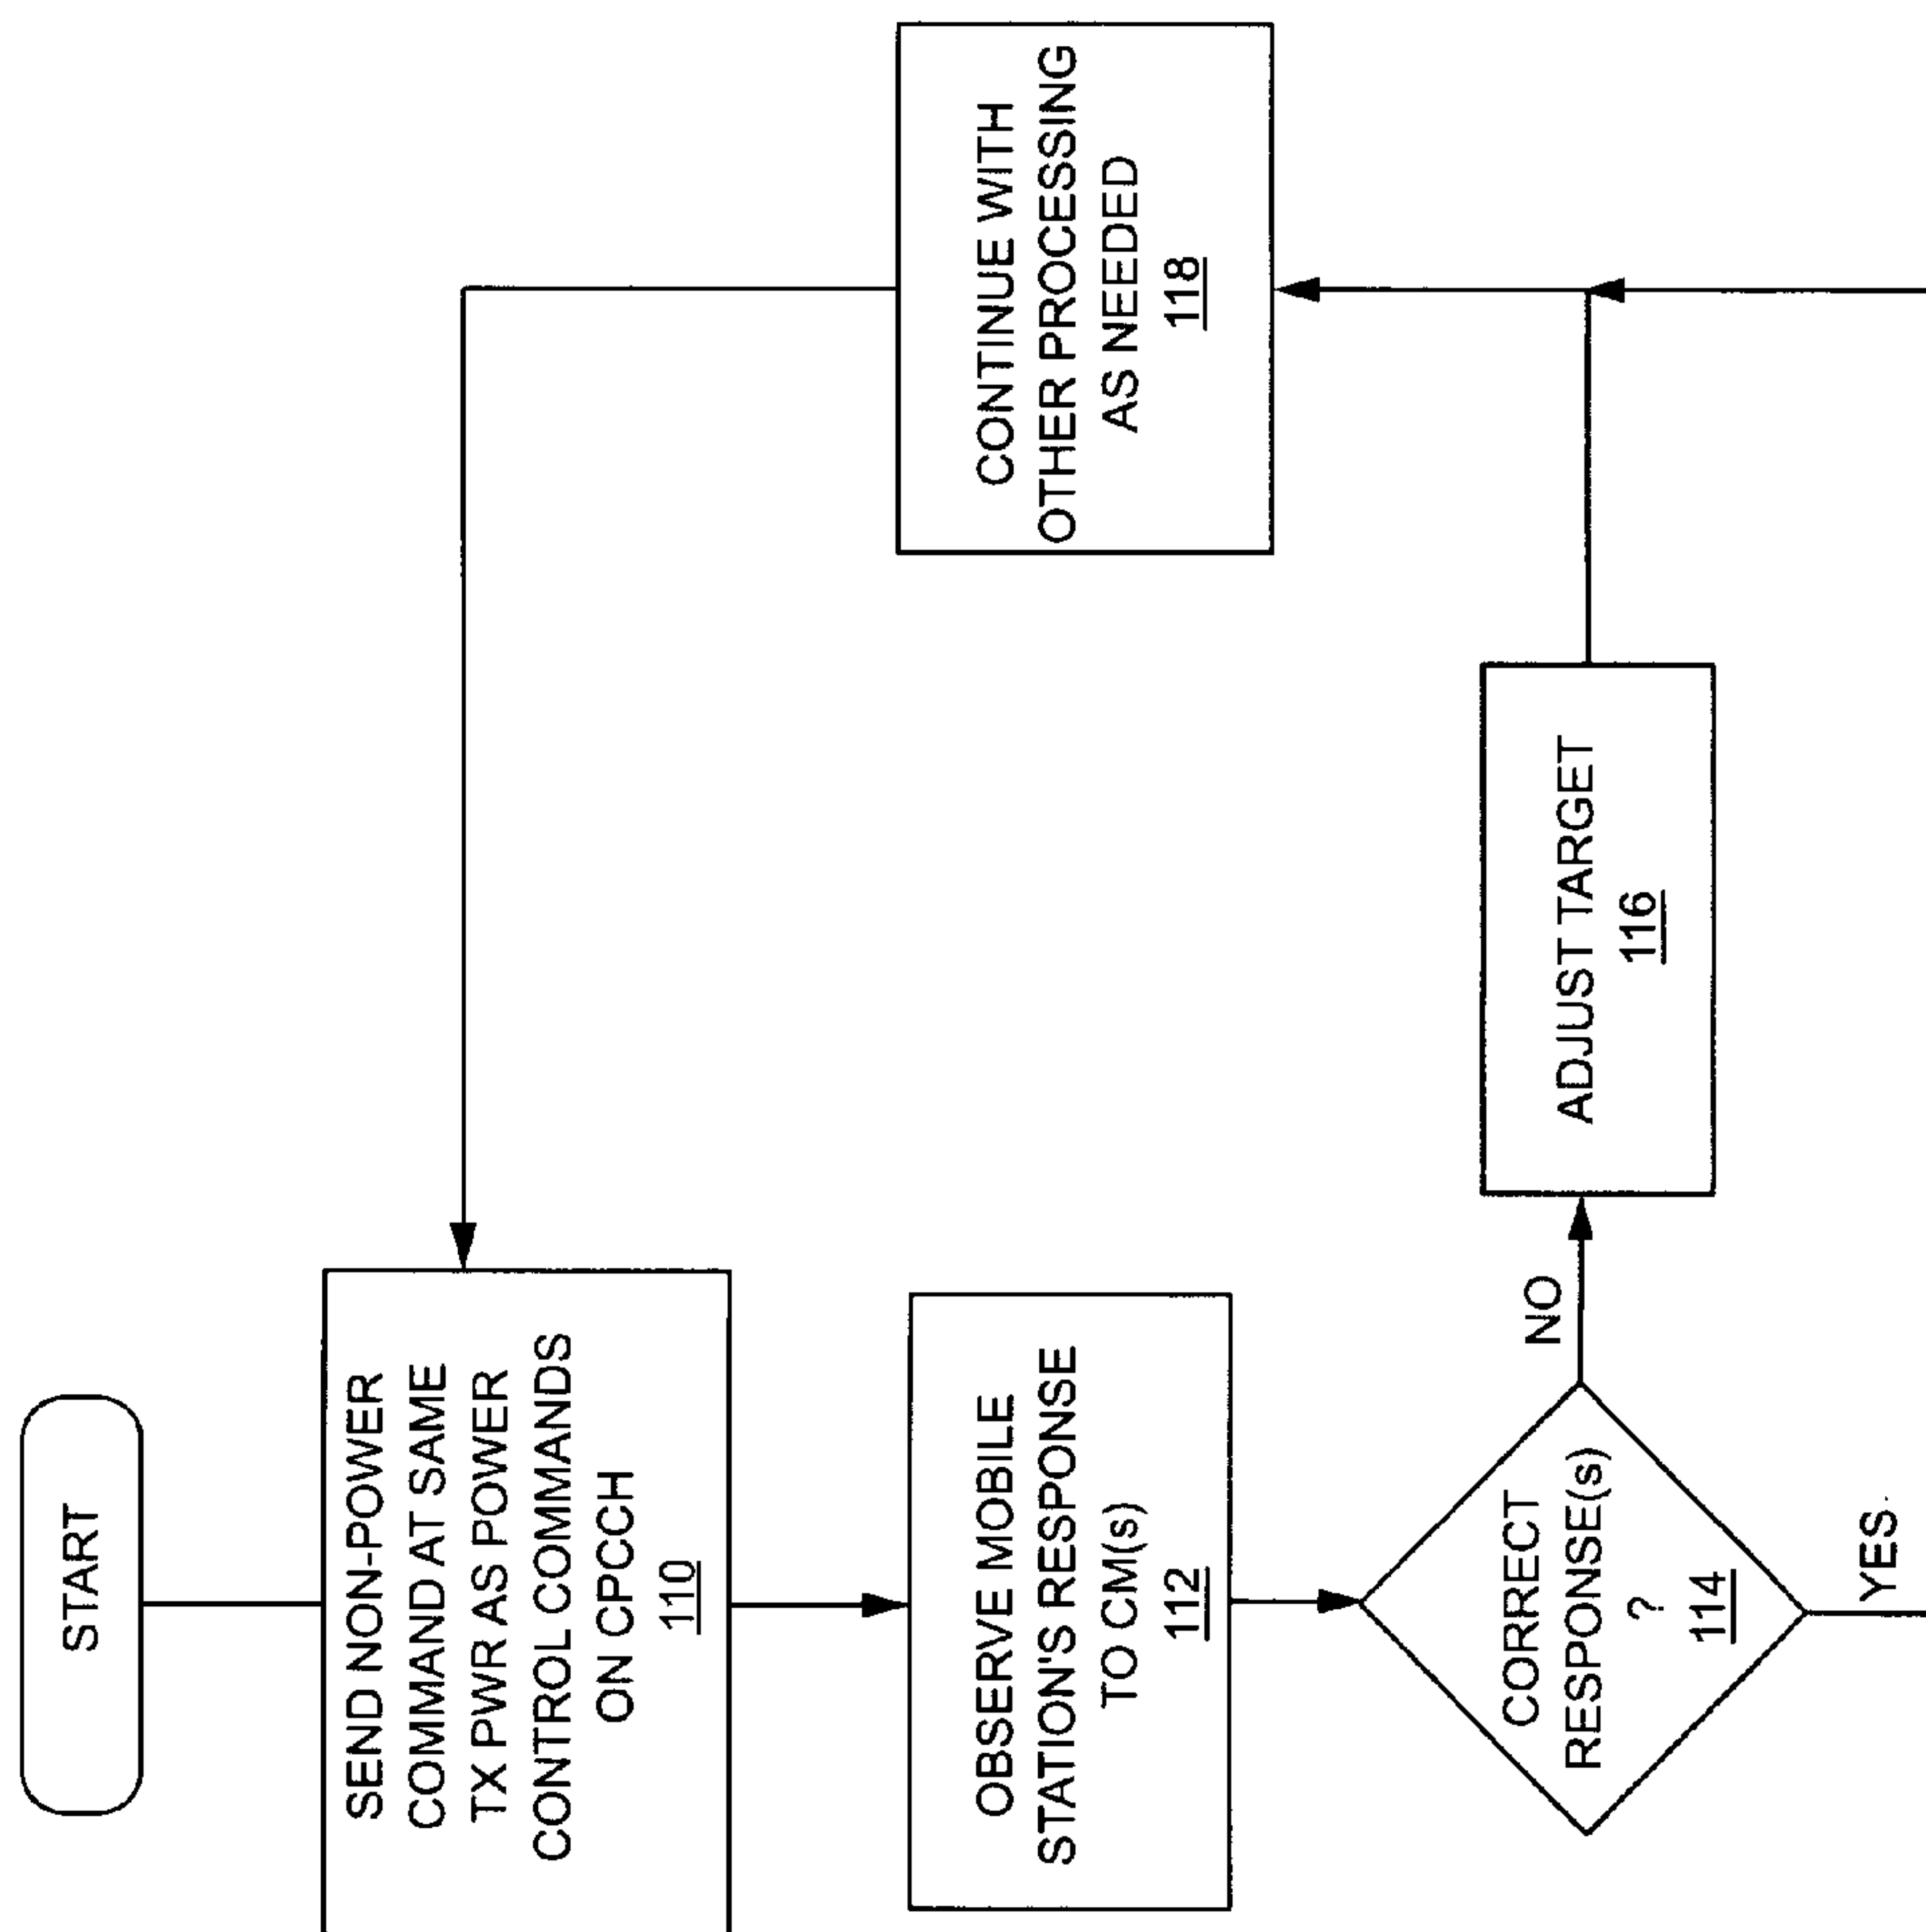 START
SEND NON-POWER
COMMAND AT SAME
TX PWR AS POWER
CONTROL COMMANDS
ON CPCCH
110
OBSERVE MOBILE
STATION'S RESPONSE
TO CM(s)
112
CORRECT
RESPONSE(s)
?
114
NO
YES
ADJUST TARGET
116
CONTINUE WITH
OTHER PROCESSING
AS NEEDED
118